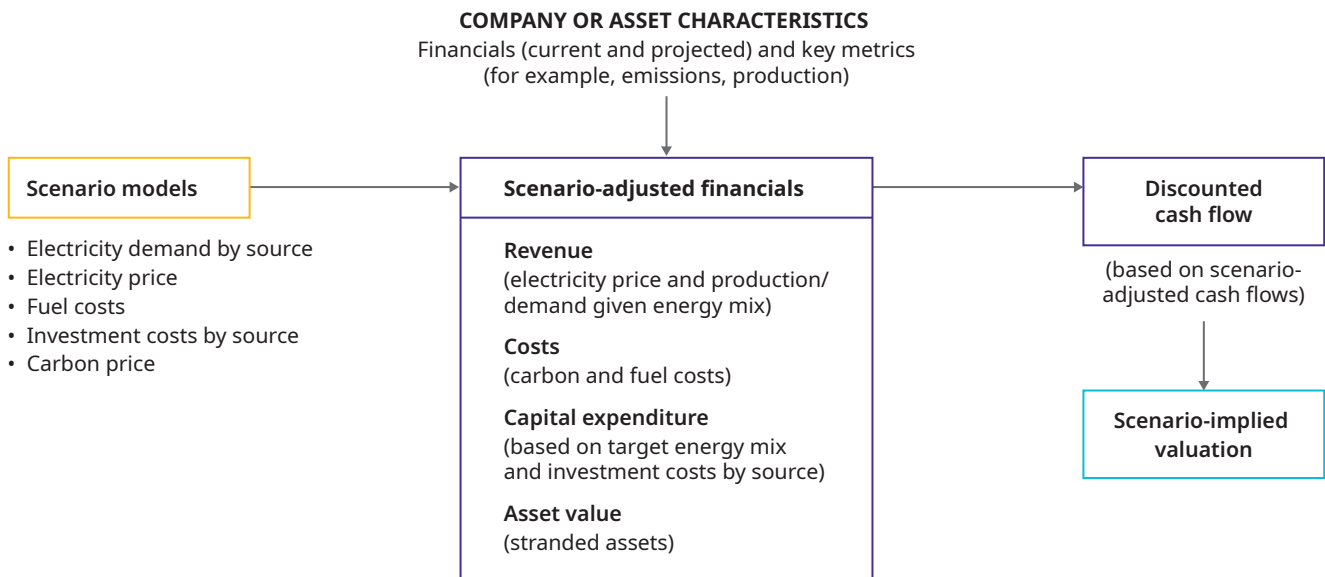 COMPANY OR ASSET CHARACTERISTICS
Financials (current and projected) and key metrics
(for example, emissions, production)
Scenario models
• Electricity demand by source
• Electricity price
• Fuel costs
• Investment costs by source
• Carbon price
Scenario-adjusted financials
Revenue
(electricity price and production/
demand given energy mix)
Costs
(carbon and fuel costs)
Capital expenditure
(based on target energy mix
and investment costs by source)
Asset value
(stranded assets)
Discounted
cash flow
(based on scenario-
adjusted cash flows)
Scenario-implied
valuation